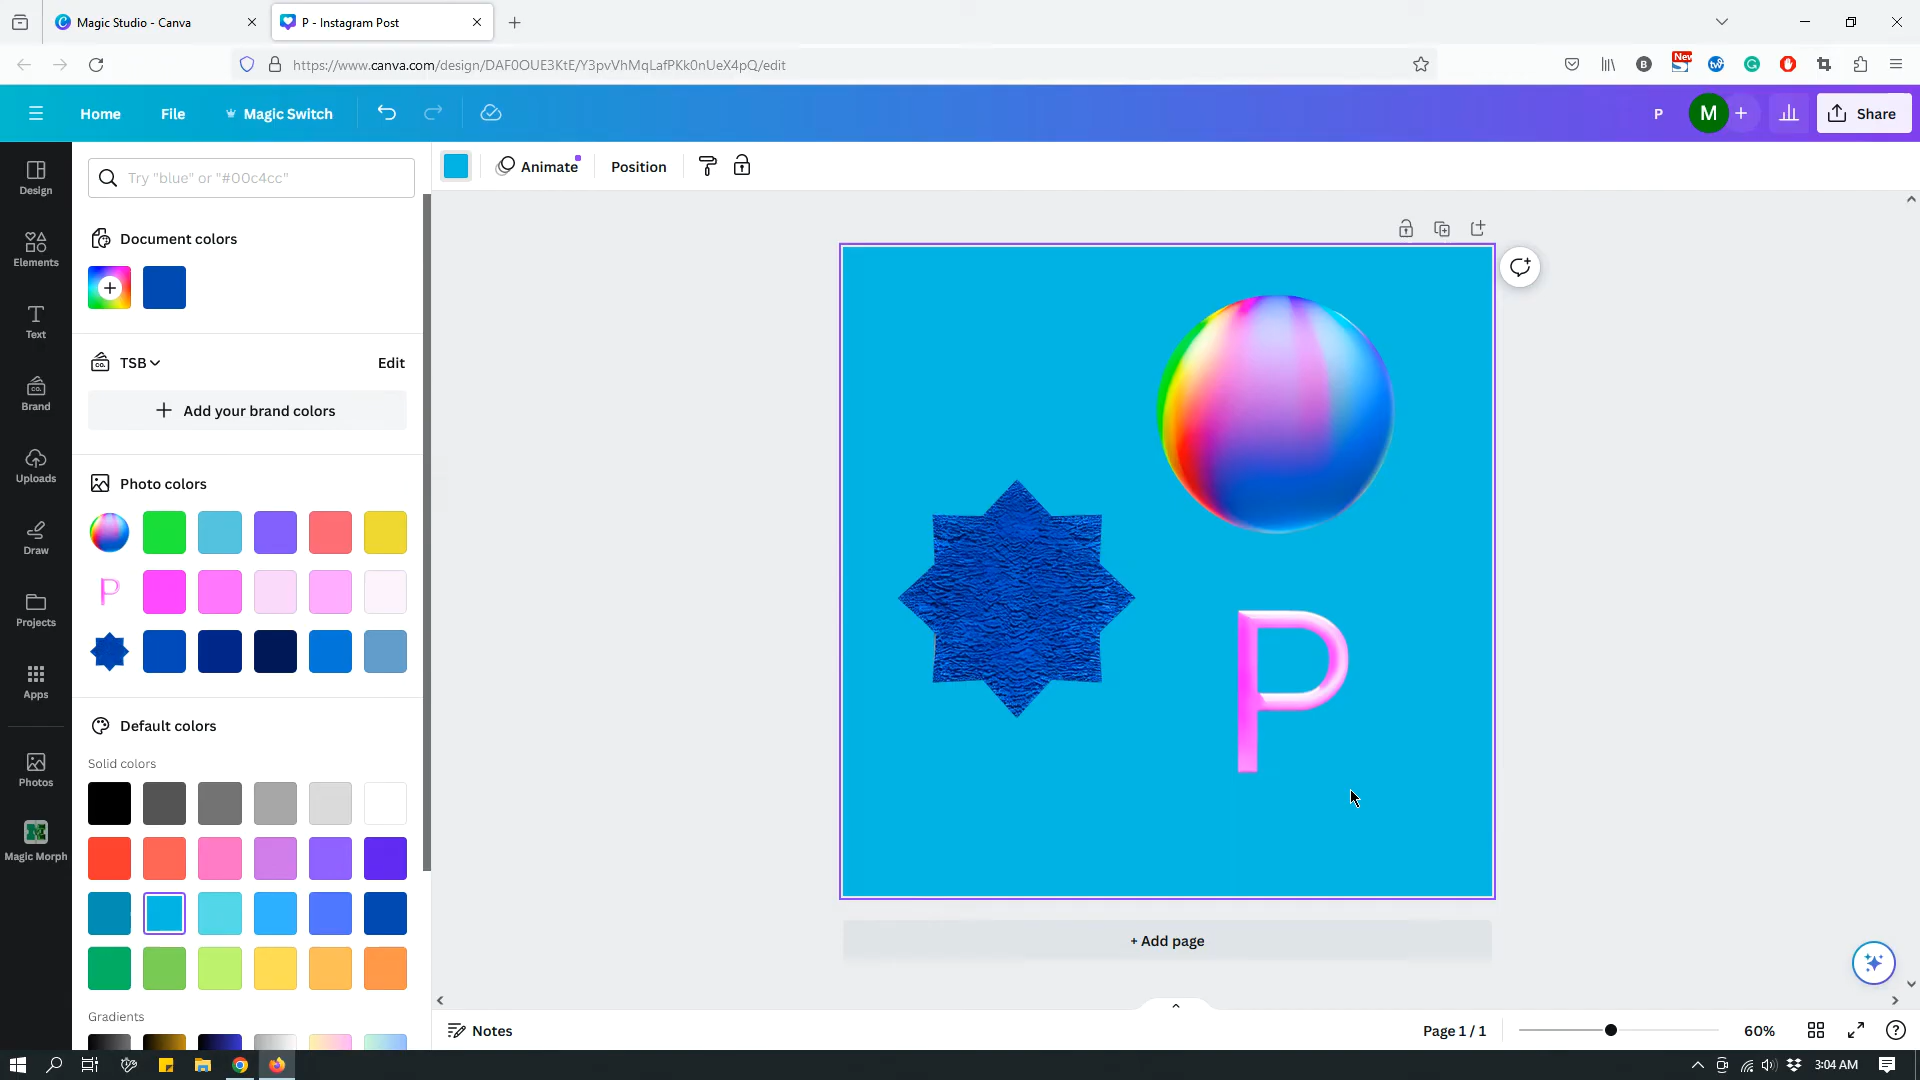 Magic Studio - Canva
P - Instagram Post
https://www.canva.com/design/DAF0OUE3KtE/Y3pvVhMqLafPKk0nUeX4pQ/edit
B
New
Home
File
Magic Switch
P
M
Share
Try "blue" or "#00c4cc"
Animate
Position
Design
Elements
Text
Brand
Uploads
Draw
Projects
Apps
Photos
Magic Morph
Document colors
TSB
Edit
Add your brand colors
Photo colors
P
Default colors
Solid colors
Gradients
P
+ Add page
Notes
Page 1 / 1
60%
3:04 AM